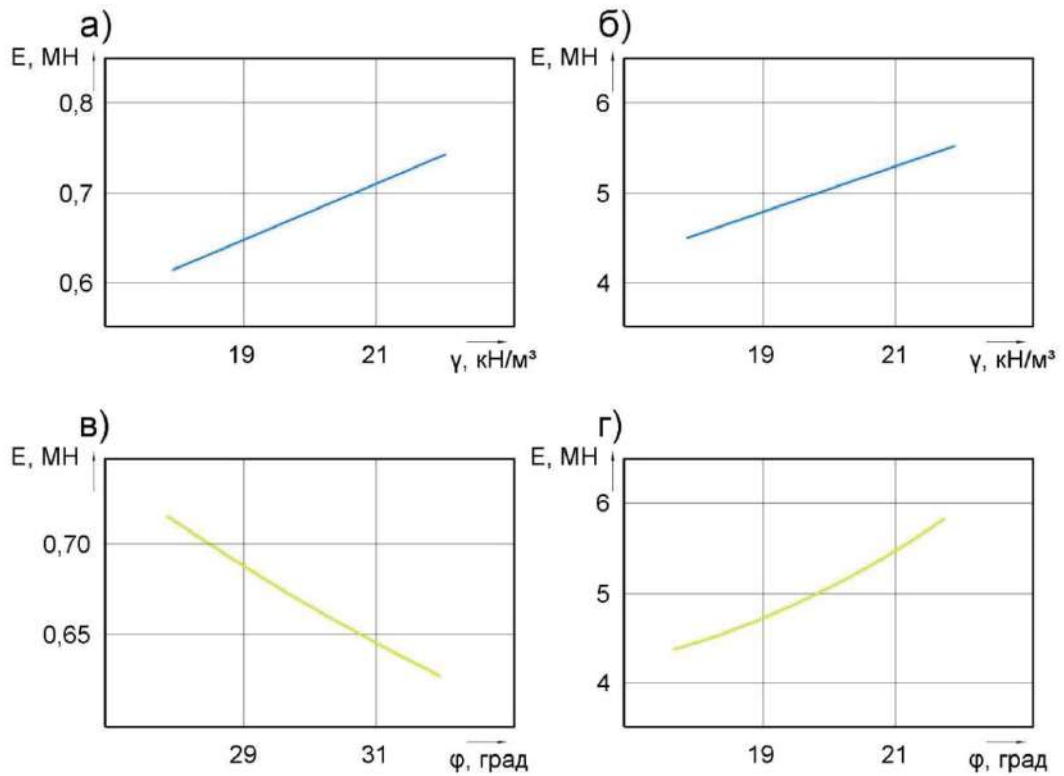 а)
E, МН
0,8
0,7
0,6
19
21
γ, кН/м³
б)
E, МН
6
5
4
19
21
γ, кН/м³
в)
E, МН
0,70
0,65
29
31
φ, град
г)
E, МН
6
5
4
19
21
φ, град